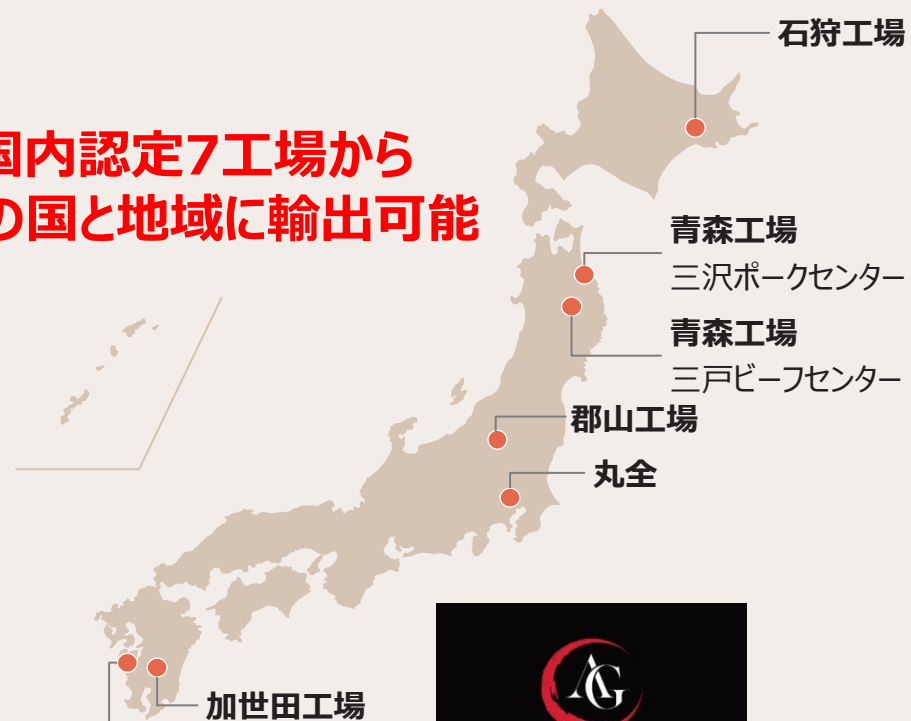 石狩工場
国内認定7工場から
の国と地域に輸出可能
青森工場
三沢ポークセンター
青森工場
三戸ビーフセンター
郡山工場
丸全
加世田工場
AG